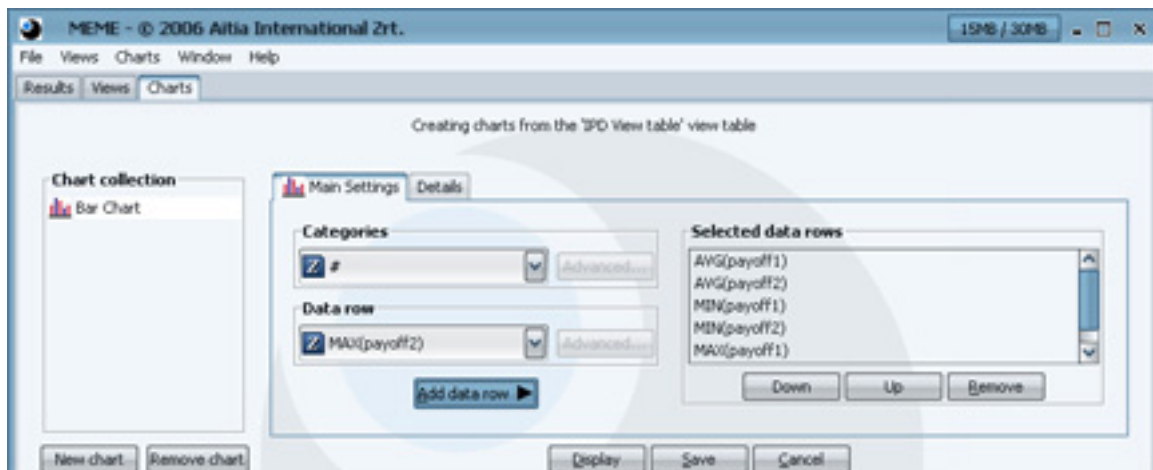 MEME - © 2006 Aitia International Zrt.
15MB / 30MB
File Views Charts Window Help
Results Views Charts
Creating charts from the 'IPD View table' view table
Chart collection
Bar Chart
Main Settings Details
Categories
Z #
Advanced...
Data row
Z MAX(payoff2)
Advanced...
Add data row
Selected data rows
AVG(payoff1)
AVG(payoff2)
MIN(payoff1)
MIN(payoff2)
MAX(payoff1)
Down Up Remove
New chart Remove chart
Display Save Cancel